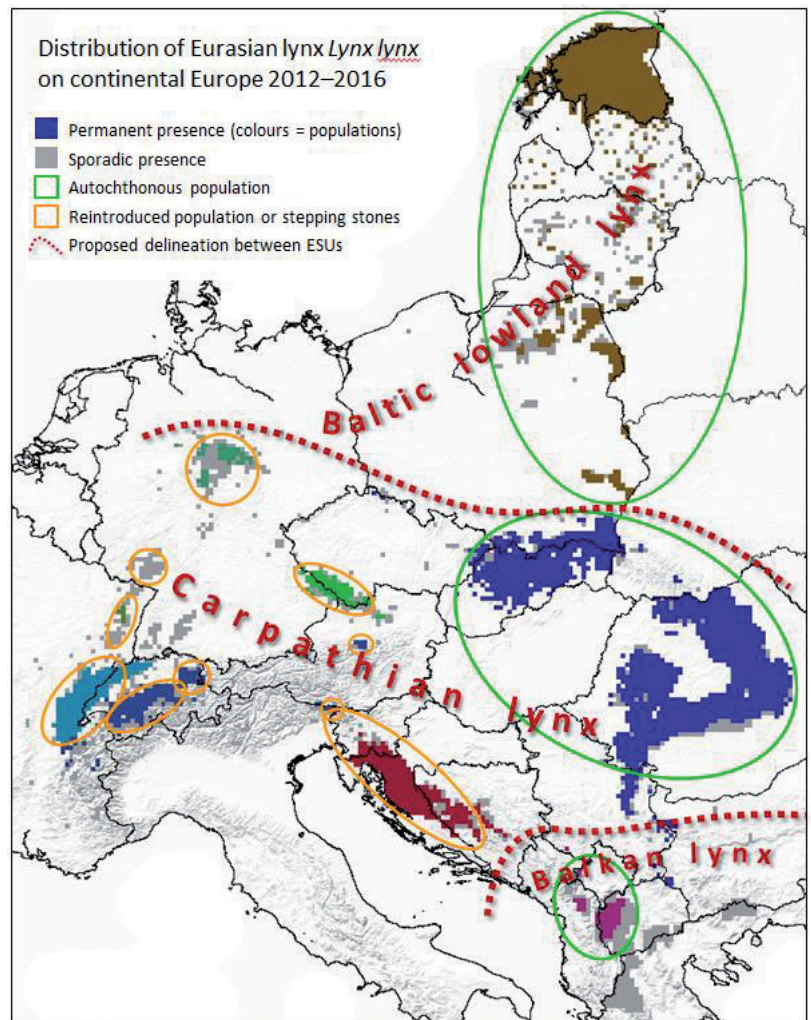 Distribution of Eurasian lynx Lynx lynx
on continental Europe 2012–2016
Permanent presence (colours = populations)
Sporadic presence
Autochthonous population
Reintroduced population or stepping stones
Proposed delineation between ESUs
Baltic lowland lynx
Carpathian lynx
Balkan lynx